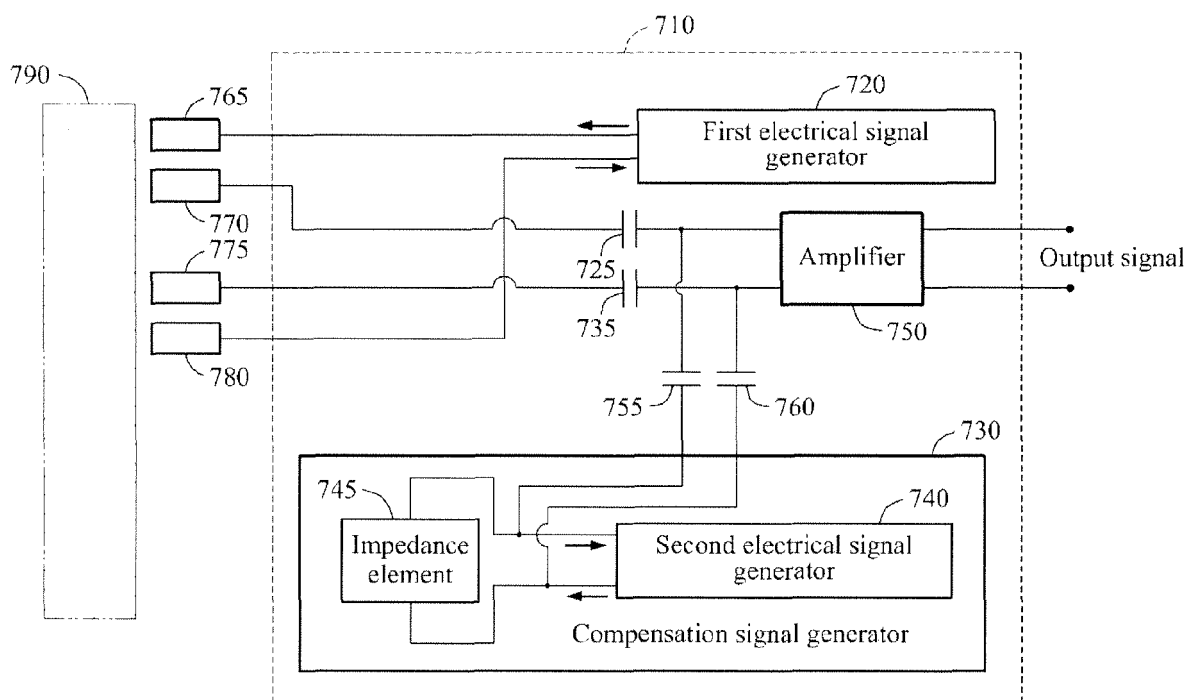 710
790
765
720
First electrical signal
generator
770
775
725
Amplifier
Output signal
735
750
780
755
760
730
745
740
Impedance
element
Second electrical signal
generator
Compensation signal generator